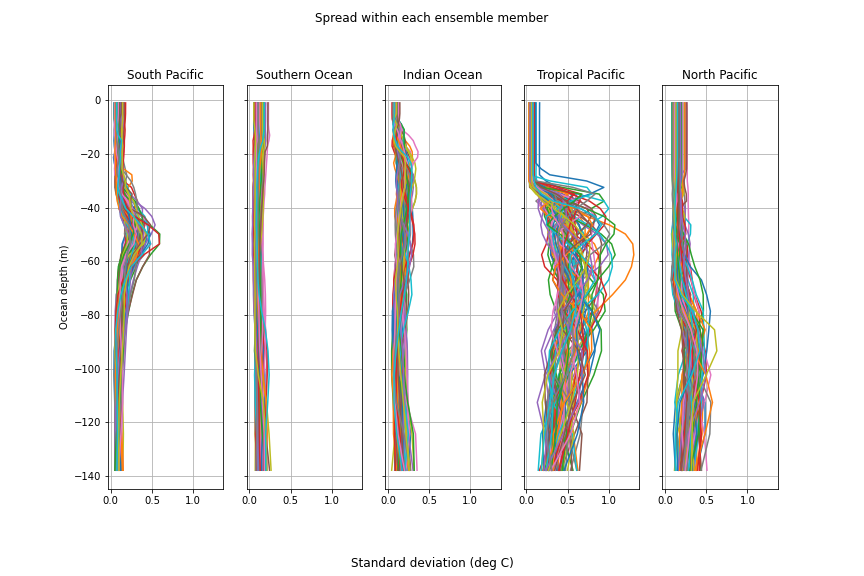 Spread within each ensemble member
South Pacific
Southern Ocean
Indian Ocean
Tropical Pacific
North Pacific
Ocean depth (m)
0
−20
−40
−60
−80
−100
−120
−140
0.0 0.5 1.0
0.0 0.5 1.0
0.0 0.5 1.0
0.0 0.5 1.0
0.0 0.5 1.0
Standard deviation (deg C)